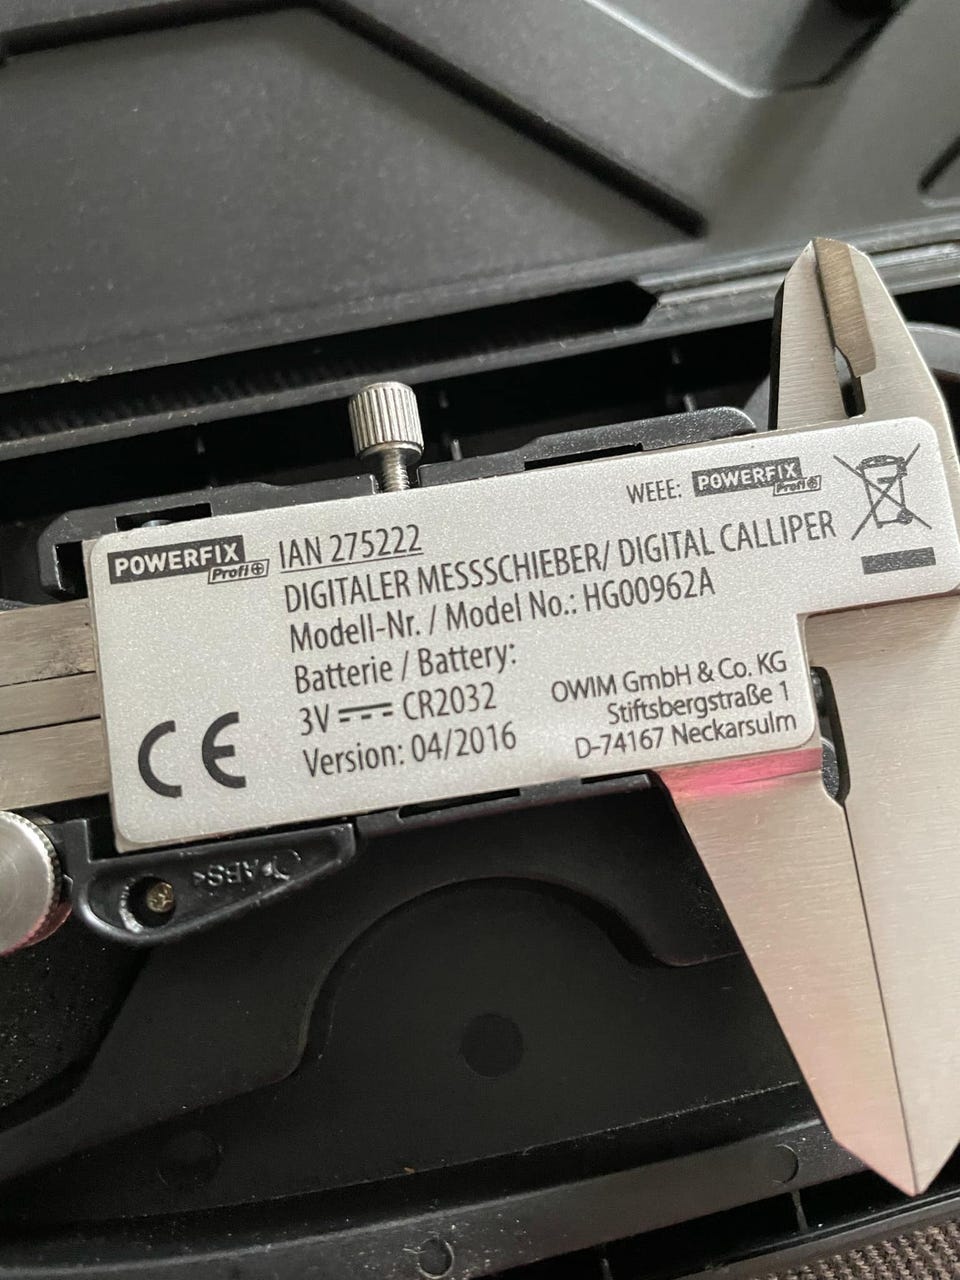 WEEE: POWERFIX Profi
POWERFIX Profi
IAN 275222
DIGITALER MESSSCHIEBER/ DIGITAL CALLIPER
Modell-Nr. / Model No.: HG00962A
Batterie / Battery:
3V CR2032
Version: 04/2016
OWIM GmbH & Co. KG
Stiftsbergstraße 1
D-74167 Neckarsulm
CE
>ABS<